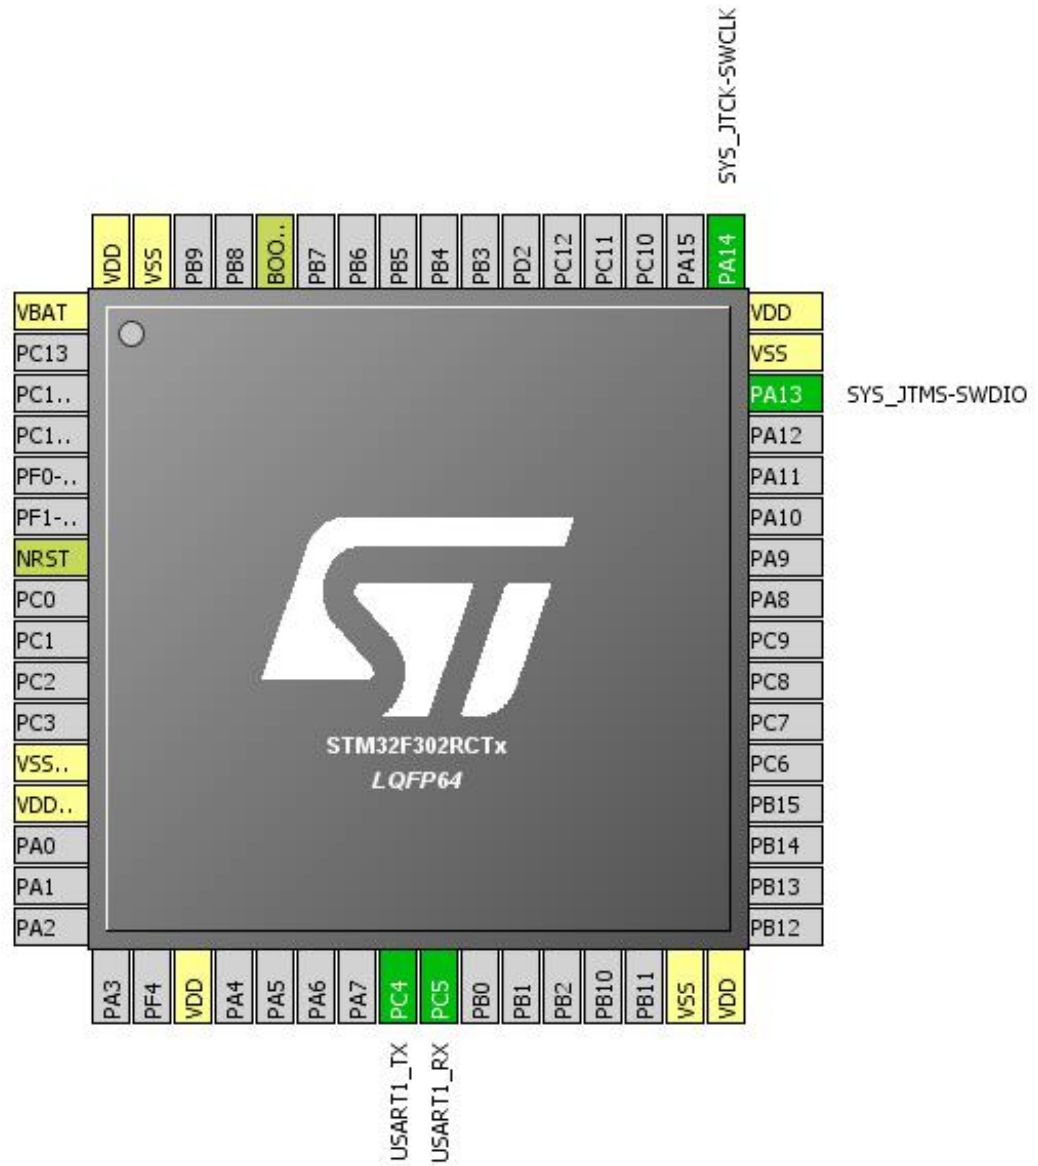 SYS_JTCK-SWCLK
VDD
VSS
PB9
PB8
BOO..
PB7
PB6
PB5
PB4
PB3
PD2
PC12
PC11
PC10
PA15
PA14
VBAT
PC13
PC1..
PC1..
PF0-..
PF1-..
NRST
PC0
PC1
PC2
PC3
VSS..
VDD..
PA0
PA1
PA2
STM32F302RCTx
LQFP64
VDD
VSS
PA13 SYS_JTMS-SWDIO
PA12
PA11
PA10
PA9
PA8
PC9
PC8
PC7
PC6
PB15
PB14
PB13
PB12
PA3
PF4
VDD
PA4
PA5
PA6
PA7
PC4
PC5
PB0
PB1
PB2
PB10
PB11
VSS
VDD
USART1_TX
USART1_RX